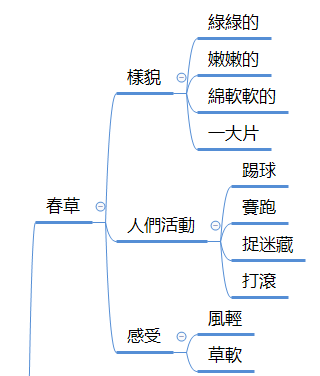 綠綠的
嫩嫩的
樣貌
綿軟軟的
一大片
踢球
春草
賽跑
人們活動
捉迷藏
打滾
風輕
感受
草軟